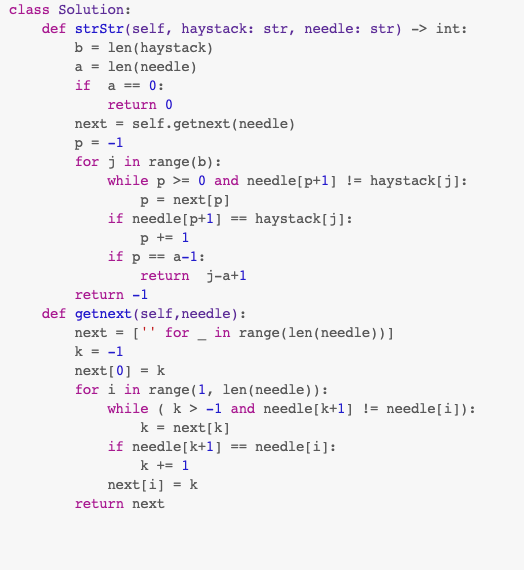 class Solution:
    def strStr(self, haystack: str, needle: str) -> int:
        b = len(haystack)
        a = len(needle)
        if  a == 0:
            return 0
        next = self.getnext(needle)
        p = -1
        for j in range(b):
            while p >= 0 and needle[p+1] != haystack[j]:
                p = next[p]
            if needle[p+1] == haystack[j]:
                p += 1
            if p == a-1:
                return  j-a+1
        return -1
    def getnext(self,needle):
        next = ['' for _ in range(len(needle))]
        k = -1
        next[0] = k
        for i in range(1, len(needle)):
            while ( k > -1 and needle[k+1] != needle[i]):
                k = next[k]
            if needle[k+1] == needle[i]:
                k += 1
            next[i] = k
        return next